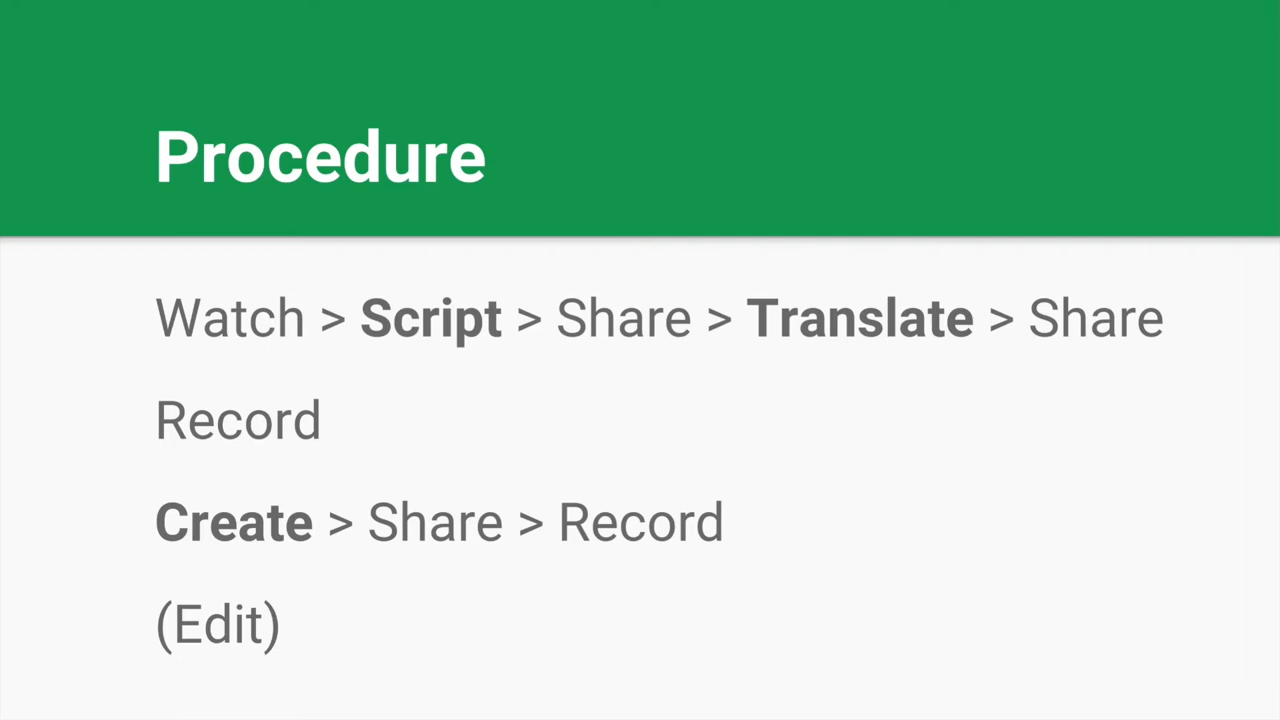 Procedure
Watch > Script > Share > Translate > Share
Record
Create > Share > Record
(Edit)